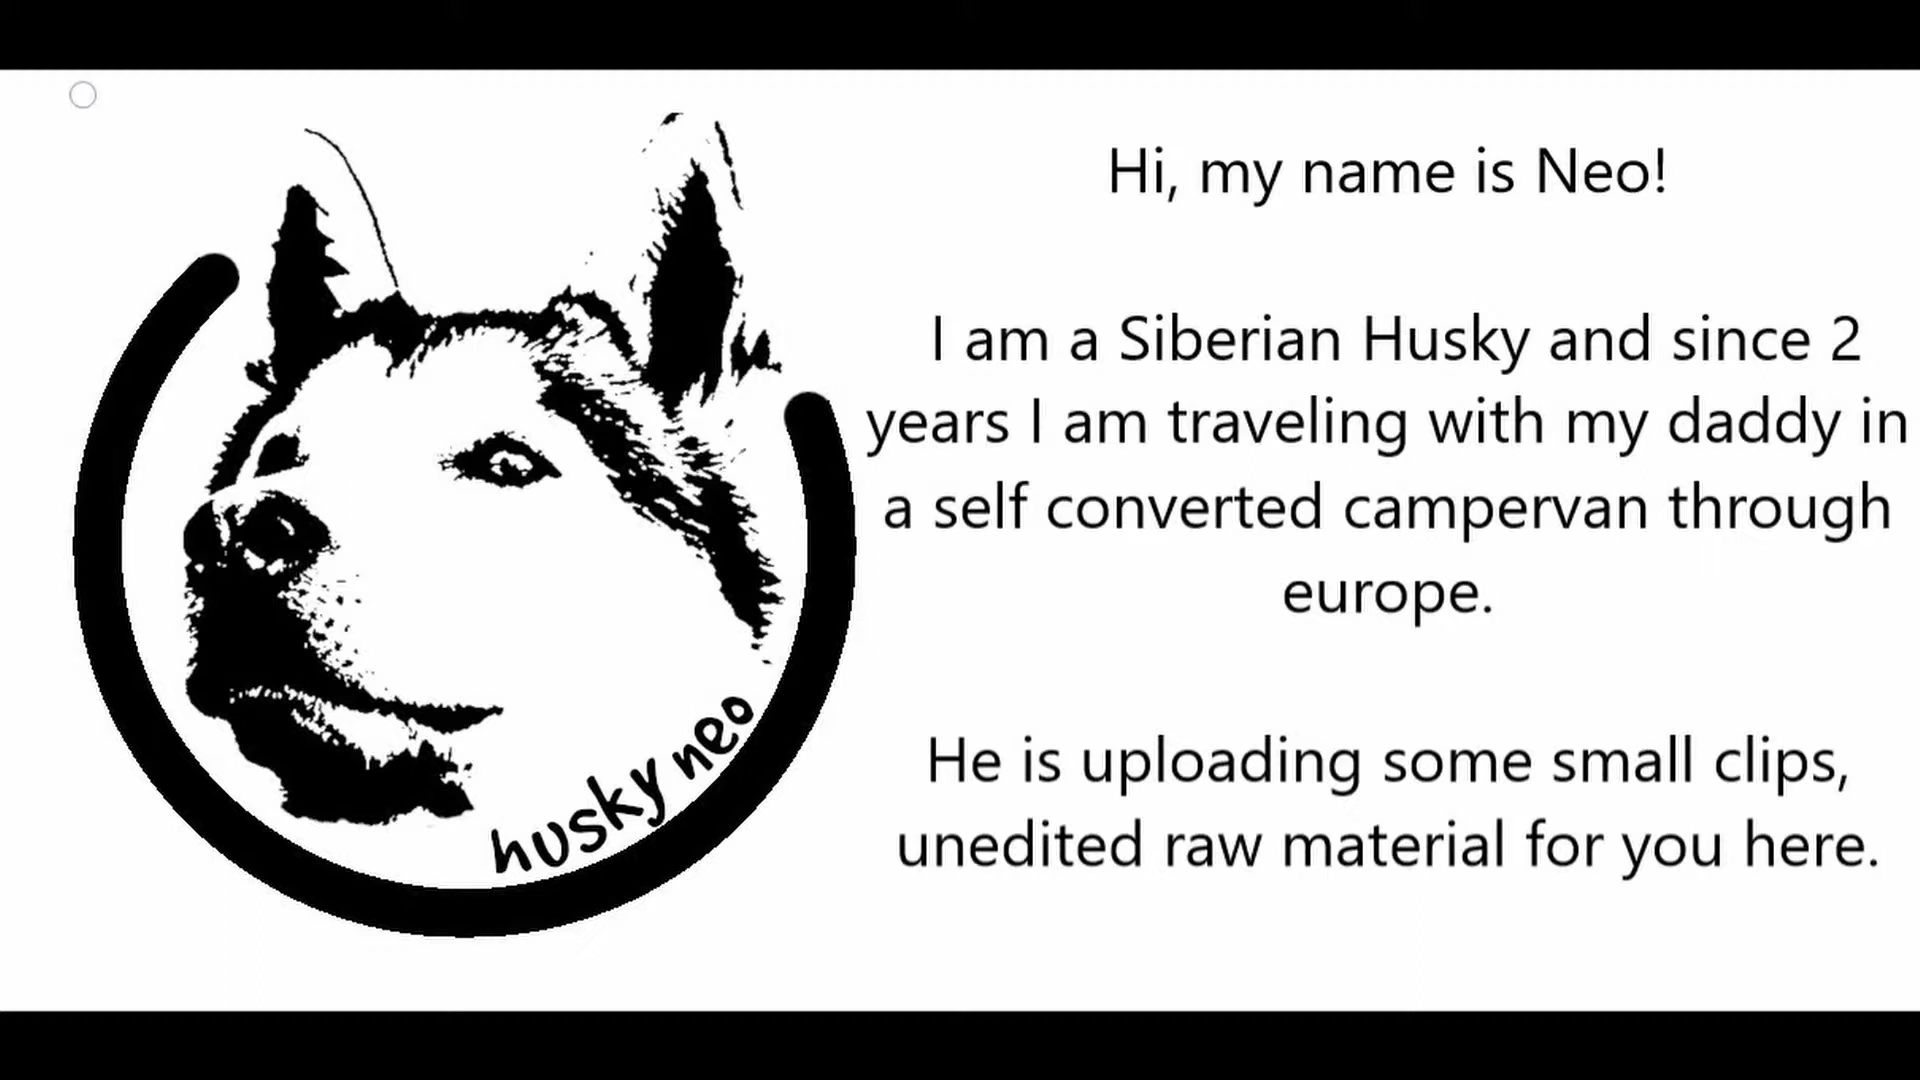 Hi, my name is Neo!
I am a Siberian Husky and since 2
years I am traveling with my daddy in
a self converted campervan through
europe.
He is uploading some small clips,
unedited raw material for you here.
husky neo